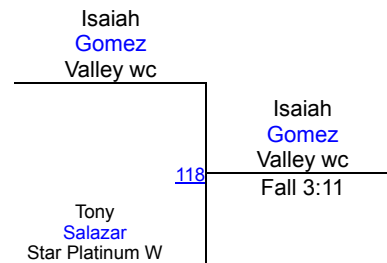 Isaiah
Gomez
Valley wc
Isaiah
Gomez
Valley wc
118
Fall 3:11
Tony
Salazar
Star Platinum W